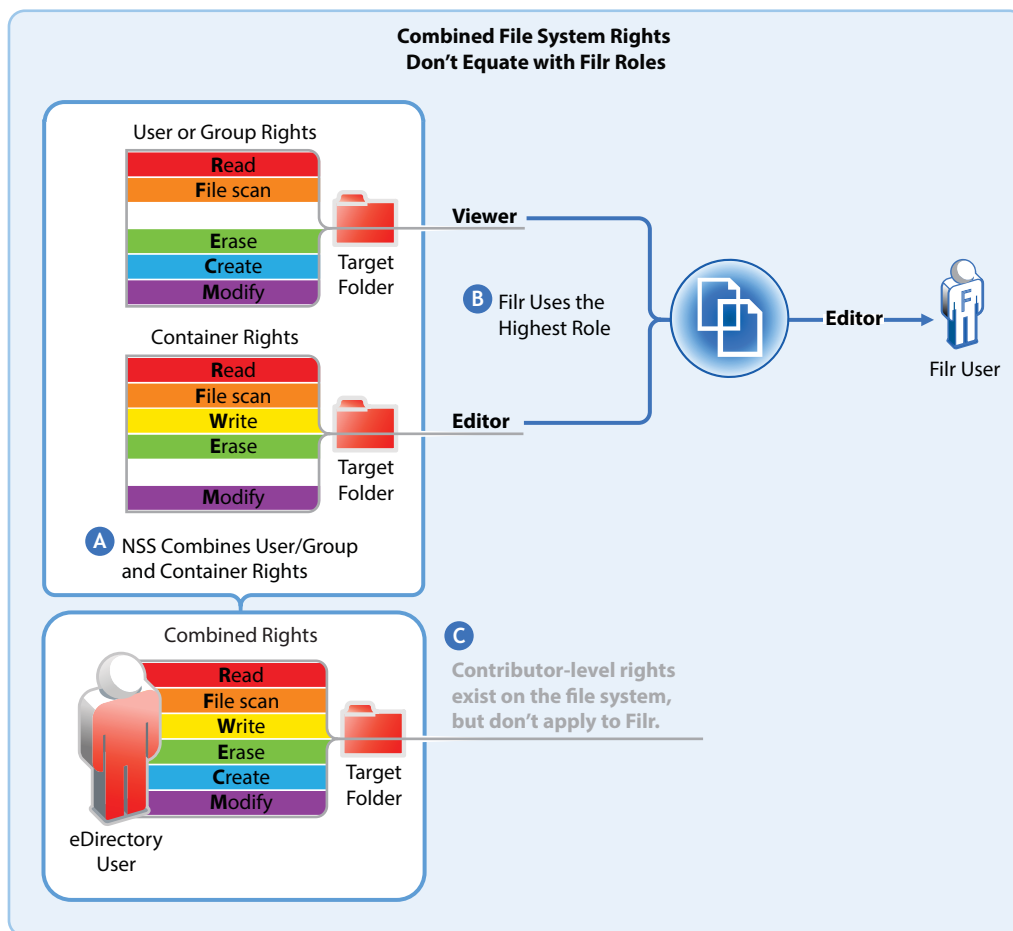 Combined File System Rights
Don't Equate with Filr Roles
User or Group Rights
Read
File scan
Erase
Create
Modify
Target
Folder
Viewer
Container Rights
Read
File scan
Write
Erase
Modify
Target
Folder
Editor
B
Filr Uses the
Highest Role
Editor
F
Filr User
A
NSS Combines User/Group
and Container Rights
Combined Rights
Read
File scan
Write
Erase
Create
Modify
Target
Folder
eDirectory
User
C
Contributor-level rights
exist on the file system,
but don't apply to Filr.